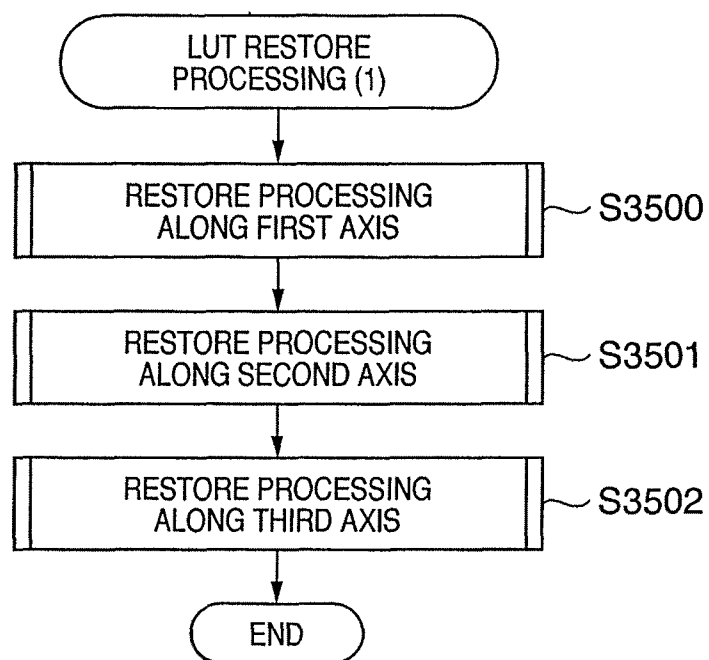 LUT RESTORE
PROCESSING (1)
RESTORE PROCESSING
ALONG FIRST AXIS
S3500
RESTORE PROCESSING
ALONG SECOND AXIS
S3501
RESTORE PROCESSING
ALONG THIRD AXIS
S3502
END